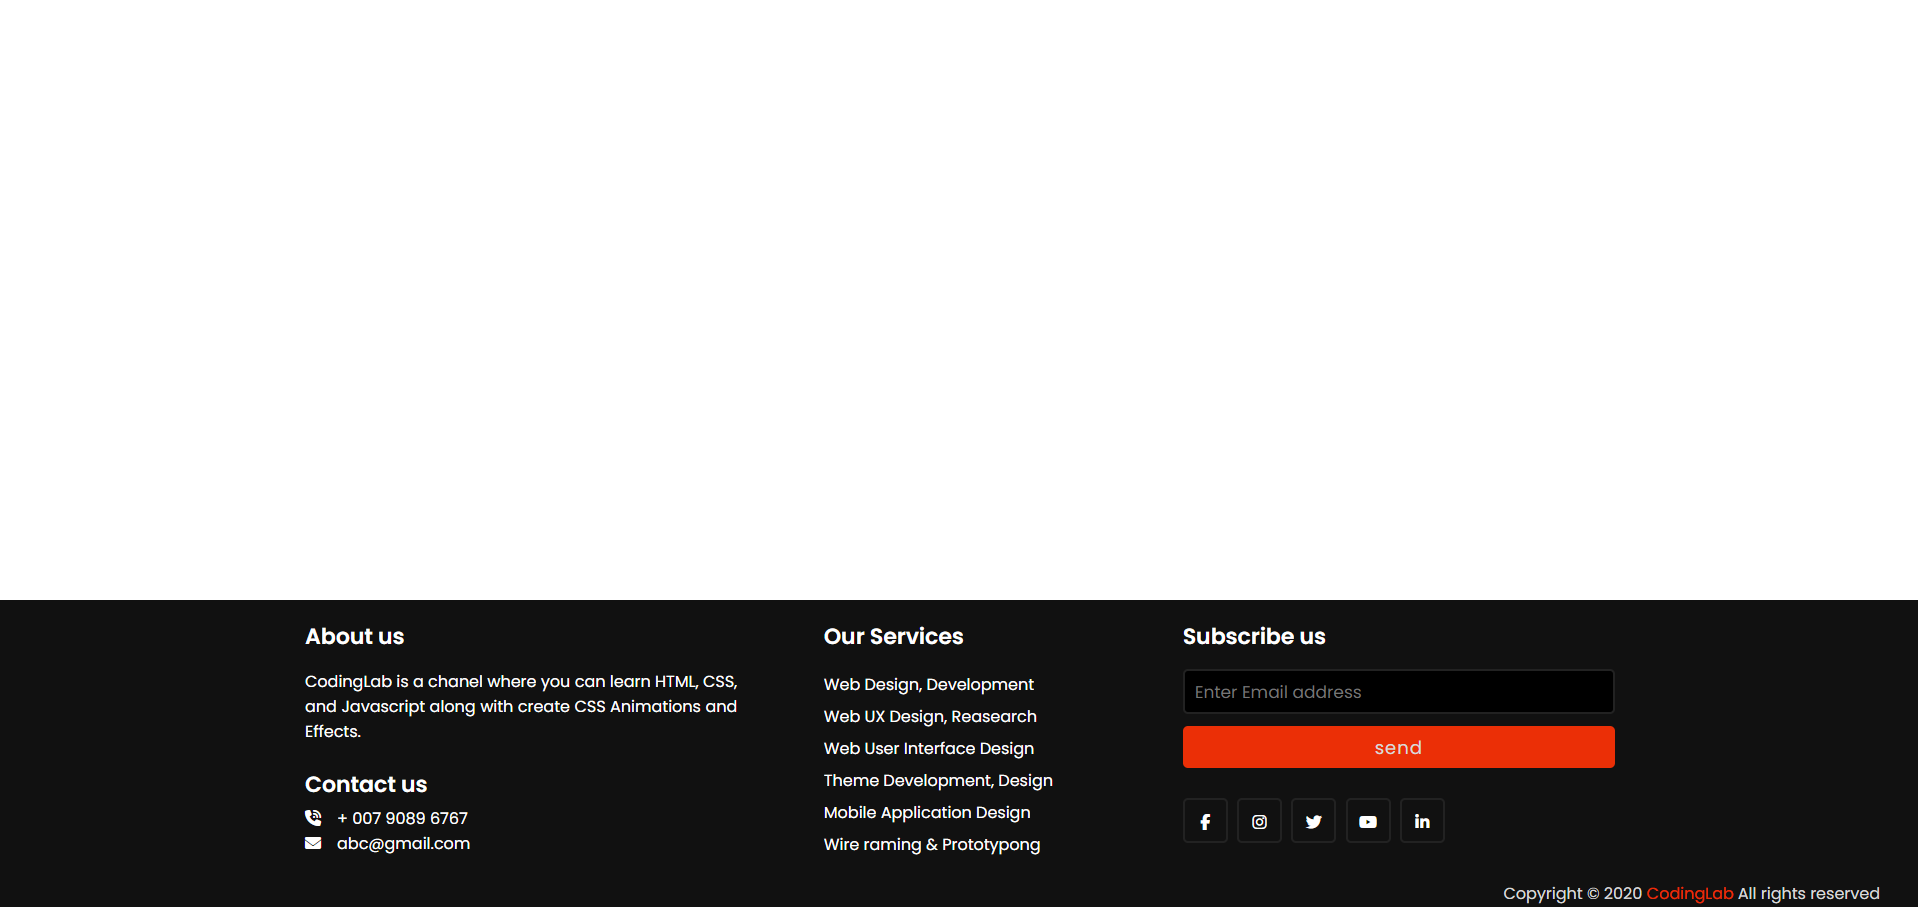 About us
CodingLab is a chanel where you can learn HTML, CSS,
and Javascript along with create CSS Animations and
Effects.
Contact us
+ 007 9089 6767
abc@gmail.com
Our Services
Web Design, Development
Web UX Design, Reasearch
Web User Interface Design
Theme Development, Design
Mobile Application Design
Wire raming & Prototypong
Subscribe us
Enter Email address
send
Copyright © 2020 CodingLab All rights reserved